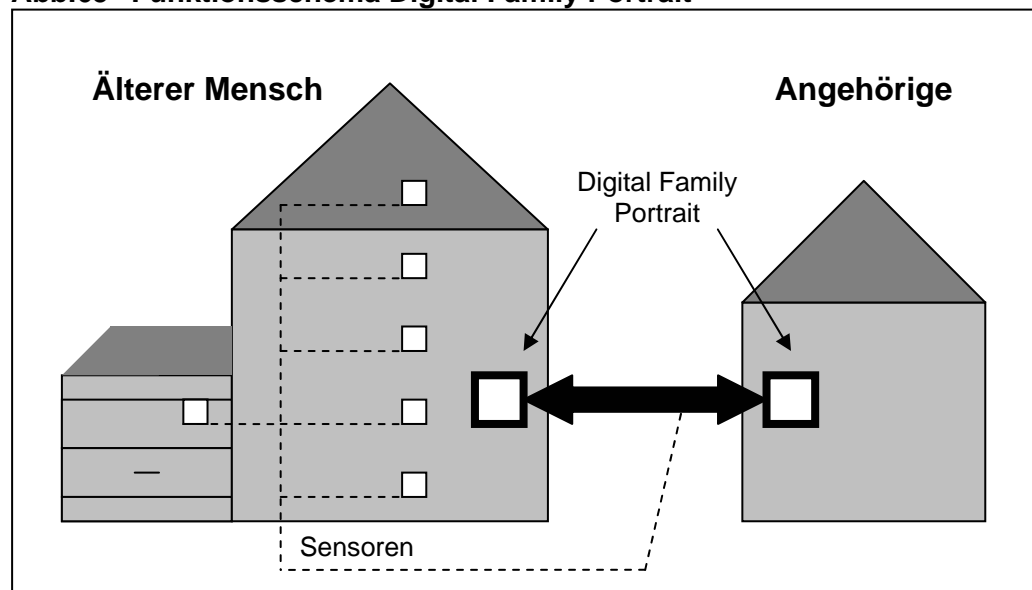 Funktionsschema Digital Family Portrait
Älterer Mensch
Angehörige
Digital Family
Portrait
Sensoren